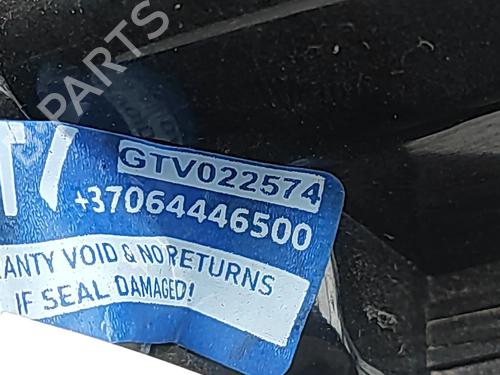 PARTS
GTV022574
+37064446500
ANTY VOID & NO RETURNS
IF SEAL DAMAGED!